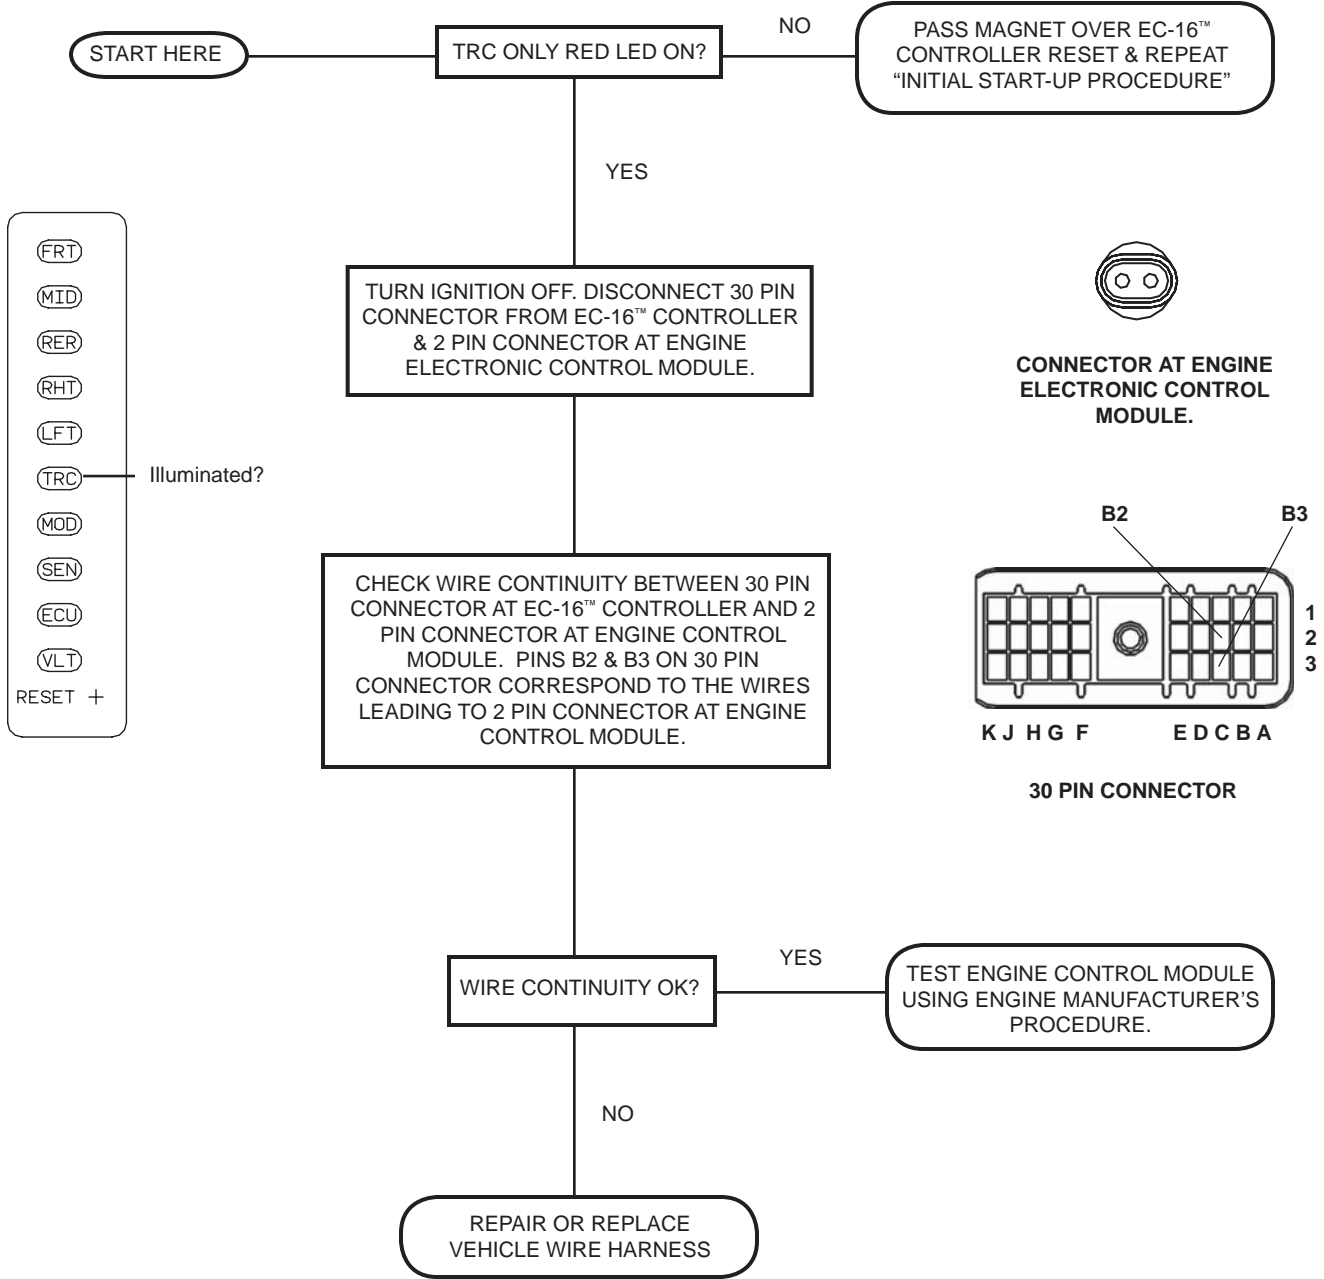 START HERE
TRC ONLY RED LED ON?
NO
PASS MAGNET OVER EC-16™
CONTROLLER RESET & REPEAT
“INITIAL START-UP PROCEDURE”
YES
FRT
MID
RER
RHT
LFT
TRC
Illuminated?
MOD
SEN
ECU
VLT
RESET +
TURN IGNITION OFF. DISCONNECT 30 PIN
CONNECTOR FROM EC-16™ CONTROLLER
& 2 PIN CONNECTOR AT ENGINE
ELECTRONIC CONTROL MODULE.
CONNECTOR AT ENGINE
ELECTRONIC CONTROL
MODULE.
CHECK WIRE CONTINUITY BETWEEN 30 PIN
CONNECTOR AT EC-16™ CONTROLLER AND 2
PIN CONNECTOR AT ENGINE CONTROL
MODULE. PINS B2 & B3 ON 30 PIN
CONNECTOR CORRESPOND TO THE WIRES
LEADING TO 2 PIN CONNECTOR AT ENGINE
CONTROL MODULE.
B2 B3
1
2
3
K J H G F E D C B A
30 PIN CONNECTOR
WIRE CONTINUITY OK?
YES
TEST ENGINE CONTROL MODULE
USING ENGINE MANUFACTURER’S
PROCEDURE.
NO
REPAIR OR REPLACE
VEHICLE WIRE HARNESS